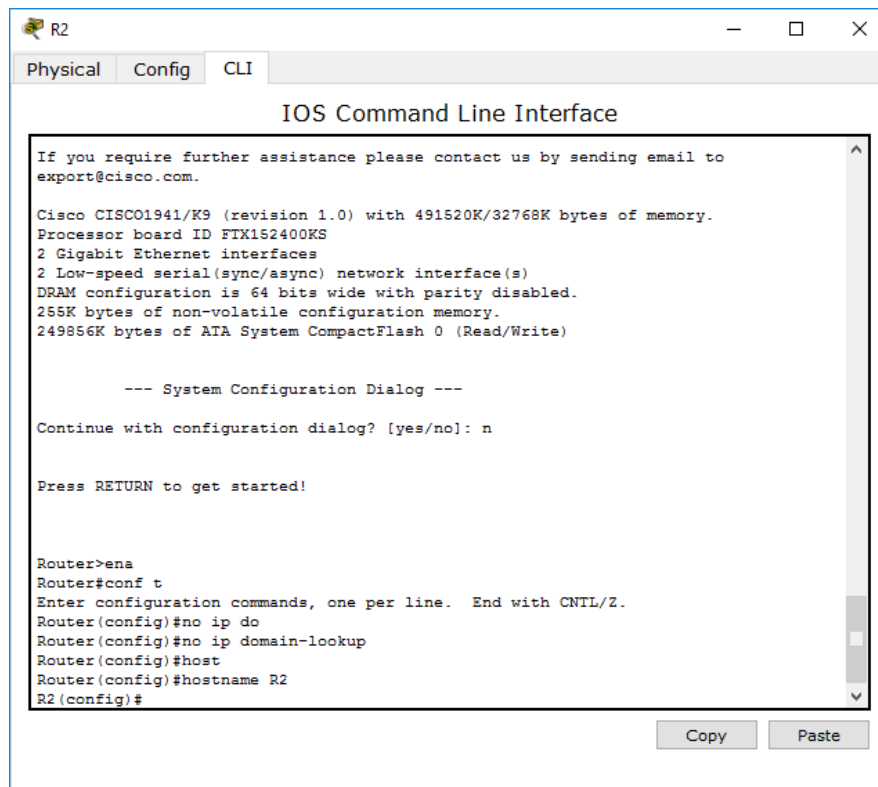 R2
Physical Config CLI
IOS Command Line Interface
If you require further assistance please contact us by sending email to
export@cisco.com.
Cisco CISCO1941/K9 (revision 1.0) with 491520K/32768K bytes of memory.
Processor board ID FTX152400KS
2 Gigabit Ethernet interfaces
2 Low-speed serial(sync/async) network interface(s)
DRAM configuration is 64 bits wide with parity disabled.
255K bytes of non-volatile configuration memory.
249856K bytes of ATA System CompactFlash 0 (Read/Write)
--- System Configuration Dialog ---
Continue with configuration dialog? [yes/no]: n
Press RETURN to get started!
Router>ena
Router#conf t
Enter configuration commands, one per line.  End with CNTL/Z.
Router(config)#no ip do
Router(config)#no ip domain-lookup
Router(config)#host
Router(config)#hostname R2
R2(config)#
Copy Paste